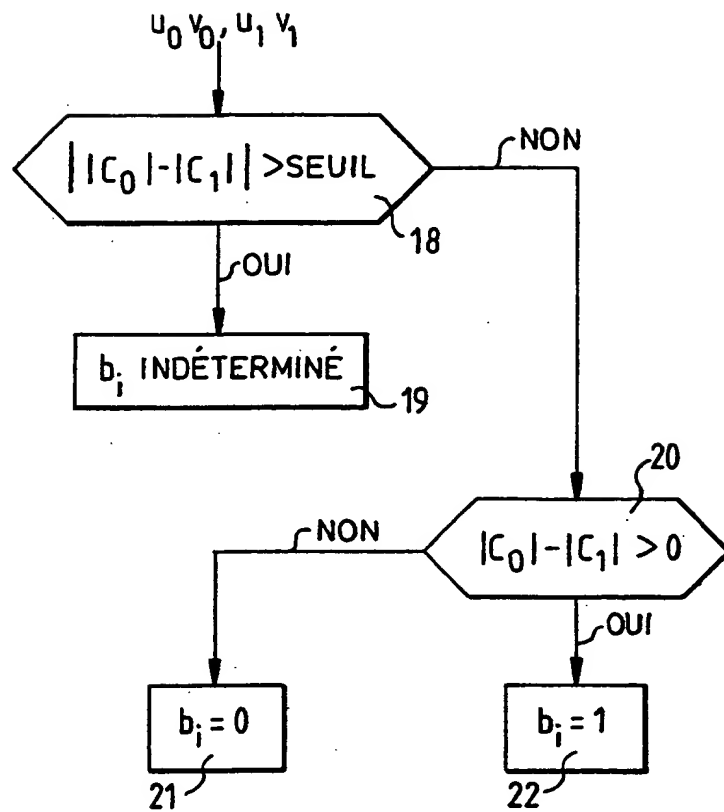 u₀ v₀, u₁ v₁
| |C₀|-|C₁| | >SEUIL
NON
18
OUI
bᵢ INDÉTERMINÉ
19
20
NON
|C₀|-|C₁| >0
OUI
bᵢ = 0
bᵢ = 1
21
22